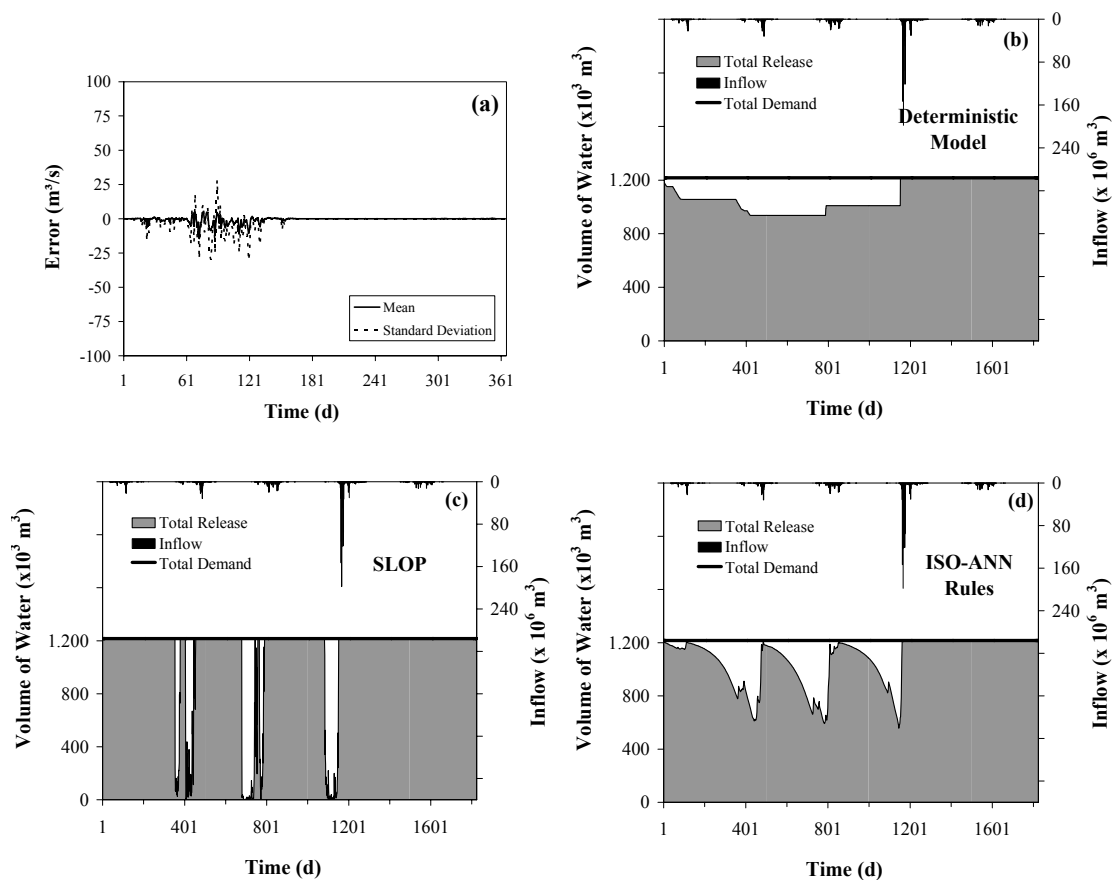 (a)
Error (m³/s)
100
75
50
25
0
-25
-50
-75
-100
Mean
Standard Deviation
1
61
121
181
241
301
361
Time (d)
(b)
Volume of Water (x10³ m³)
Total Release
Inflow
Total Demand
Deterministic
Model
1.200
800
400
0
0
80
160
240
Inflow (x 10⁶ m³)
1
401
801
1201
1601
Time (d)
(c)
Volume of Water (x10³ m³)
Total Release
Inflow
Total Demand
SLOP
1.200
800
400
0
0
80
160
240
Inflow (x 10⁶ m³)
1
401
801
1201
1601
Time (d)
(d)
Volume of Water (x10³ m³)
Total Release
Inflow
Total Demand
ISO-ANN
Rules
1.200
800
400
0
0
80
160
240
Inflow (x 10⁶ m³)
1
401
801
1201
1601
Time (d)